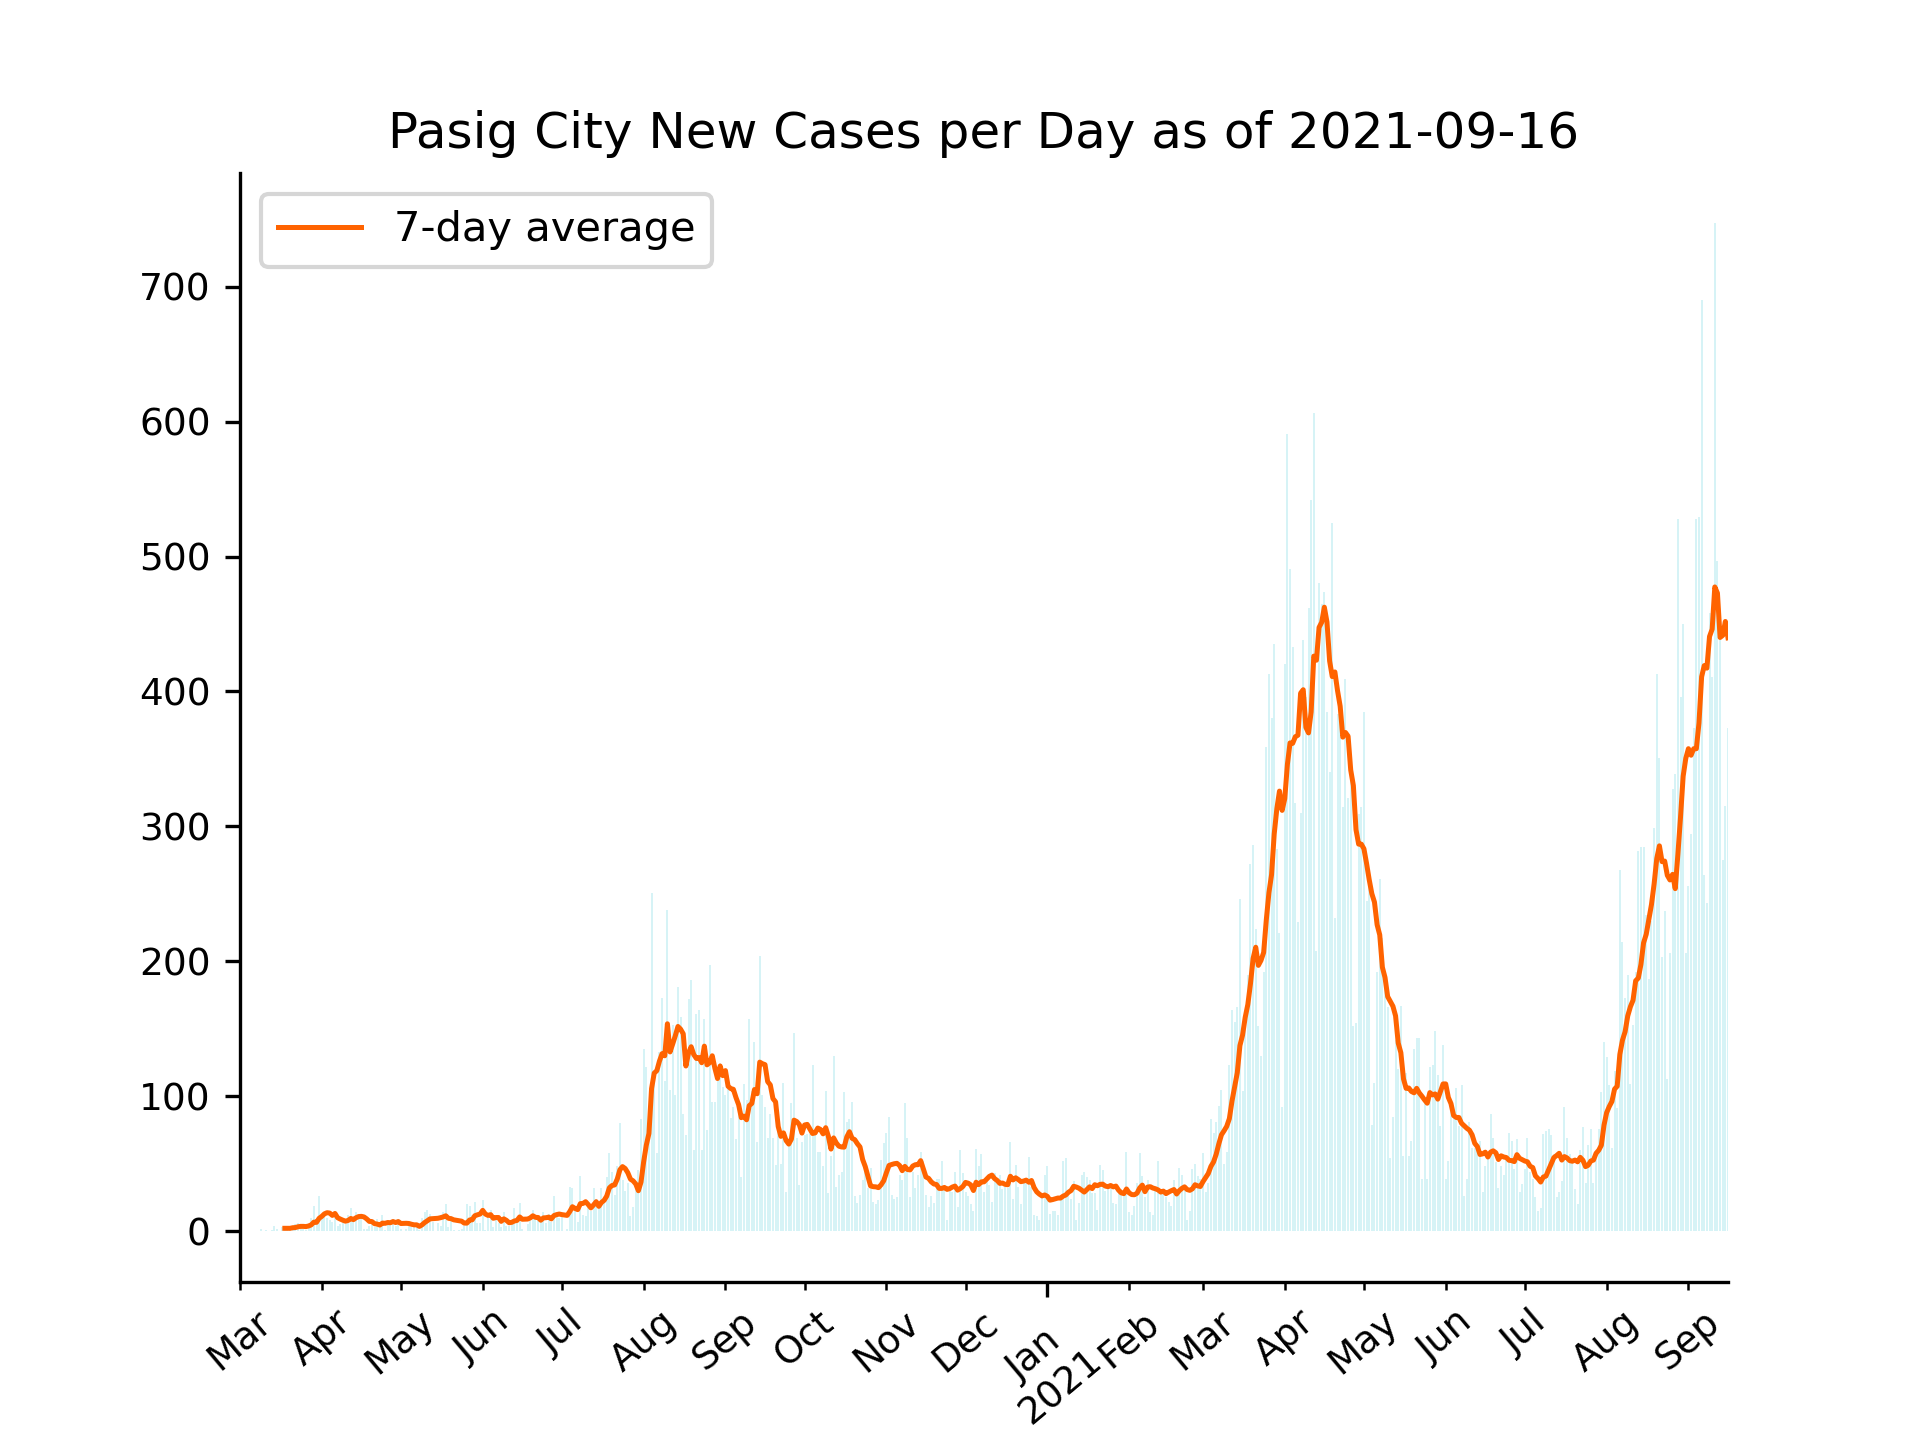 Pasig City New Cases per Day as of 2021-09-16
7-day average
700
600
500
400
300
200
100
0
Mar
Apr
May
Jun
Jul
Aug
Sep
Oct
Nov
Dec
Jan
2021
Feb
Mar
Apr
May
Jun
Jul
Aug
Sep